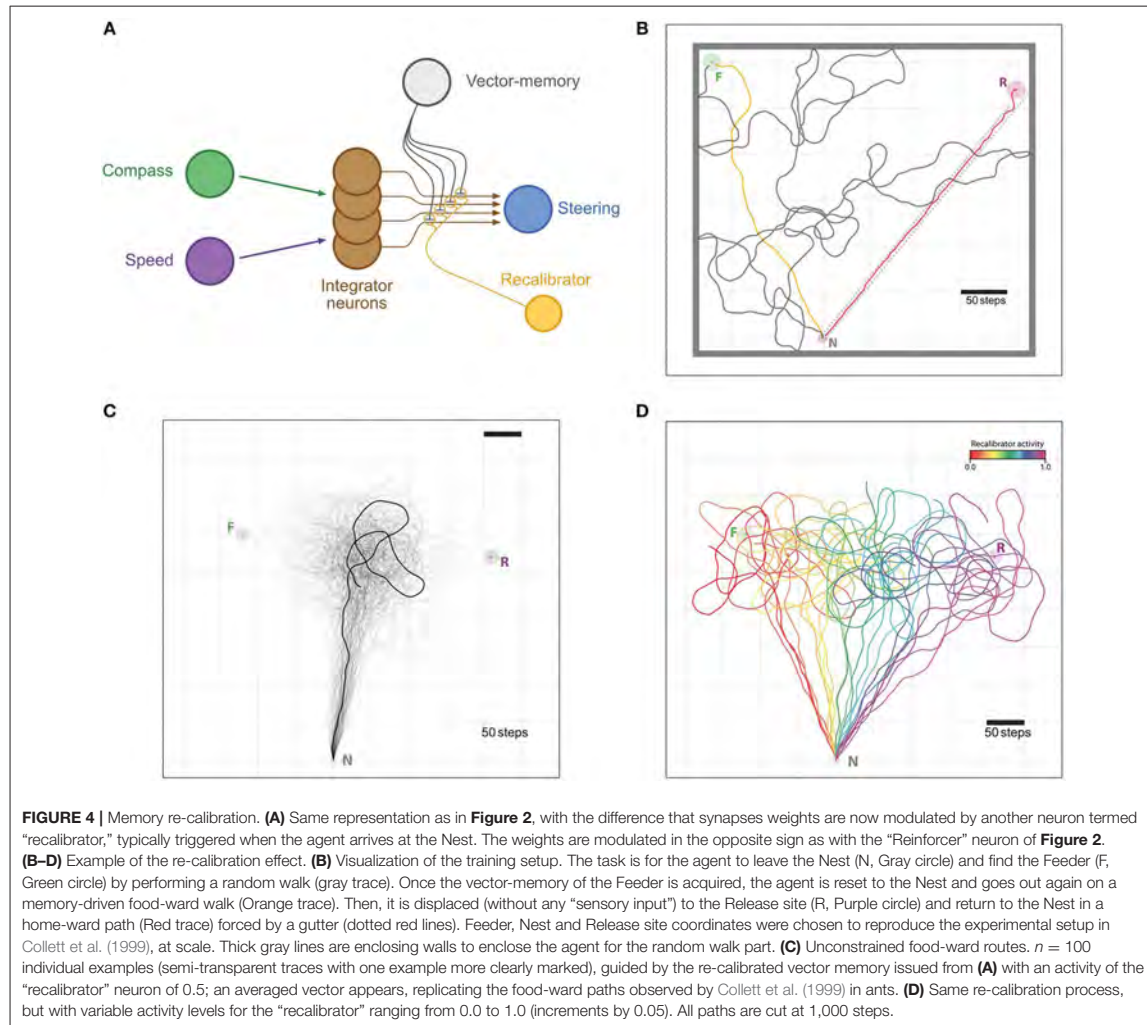 A
Vector-memory
Compass
Speed
Integrator
neurons
Steering
Recalibrator
B
F
R
50 steps
N
C
F
R
50 steps
N
D
Recalibrator activity
0.0 1.0
F
R
50 steps
N
FIGURE 4 | Memory re-calibration. (A) Same representation as in Figure 2, with the difference that synapses weights are now modulated by another neuron termed
“recalibrator,” typically triggered when the agent arrives at the Nest. The weights are modulated in the opposite sign as with the “Reinforcer” neuron of Figure 2.
(B–D) Example of the re-calibration effect. (B) Visualization of the training setup. The task is for the agent to leave the Nest (N, Gray circle) and find the Feeder (F,
Green circle) by performing a random walk (gray trace). Once the vector-memory of the Feeder is acquired, the agent is reset to the Nest and goes out again on a
memory-driven food-ward walk (Orange trace). Then, it is displaced (without any “sensory input”) to the Release site (R, Purple circle) and return to the Nest in a
home-ward path (Red trace) forced by a gutter (dotted red lines). Feeder, Nest and Release site coordinates were chosen to reproduce the experimental setup in
Collett et al. (1999), at scale. Thick gray lines are enclosing walls to enclose the agent for the random walk part. (C) Unconstrained food-ward routes. n = 100
individual examples (semi-transparent traces with one example more clearly marked), guided by the re-calibrated vector memory issued from (A) with an activity of the
“recalibrator” neuron of 0.5; an averaged vector appears, replicating the food-ward paths observed by Collett et al. (1999) in ants. (D) Same re-calibration process,
but with variable activity levels for the “recalibrator” ranging from 0.0 to 1.0 (increments by 0.05). All paths are cut at 1,000 steps.